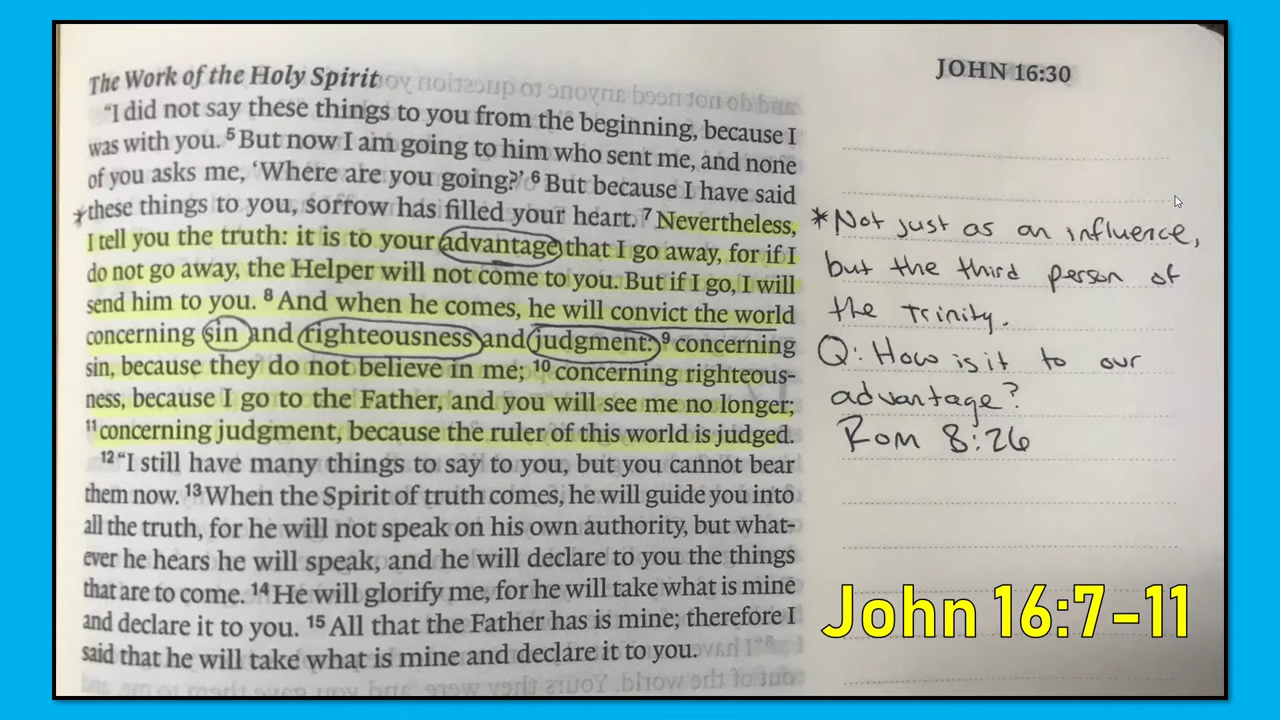 The Work of the Holy Spirit
“I did not say these things to you from the beginning, because I
was with you. 5 But now I am going to him who sent me, and none
of you asks me, ‘Where are you going?’ 6 But because I have said
*these things to you, sorrow has filled your heart. 7 Nevertheless,
I tell you the truth: it is to your advantage that I go away, for if I
do not go away, the Helper will not come to you. But if I go, I will
send him to you. 8 And when he comes, he will convict the world
concerning sin and righteousness and judgment: 9 concerning
sin, because they do not believe in me; 10 concerning righteous-
ness, because I go to the Father, and you will see me no longer;
11 concerning judgment, because the ruler of this world is judged.
12 “I still have many things to say to you, but you cannot bear
them now. 13 When the Spirit of truth comes, he will guide you into
all the truth, for he will not speak on his own authority, but what-
ever he hears he will speak, and he will declare to you the things
that are to come. 14 He will glorify me, for he will take what is mine
and declare it to you. 15 All that the Father has is mine; therefore I
said that he will take what is mine and declare it to you.
JOHN 16:30
*Not just as an influence,
but the third person of
the Trinity.
Q: How is it to our
advantage?
Rom 8:26
John 16:7-11